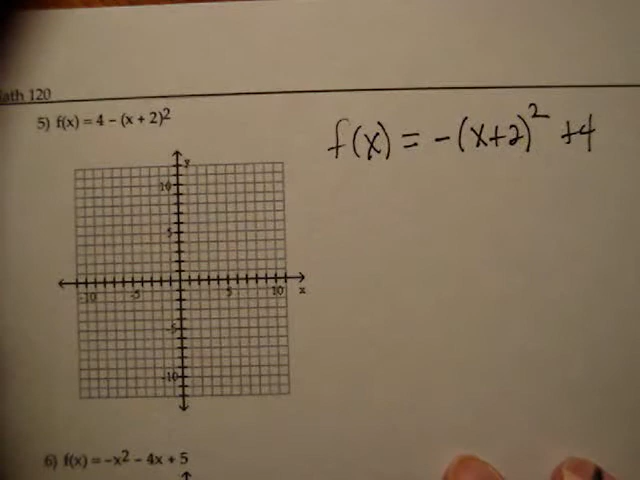 Math 120
5) f(x) = 4 – (x + 2)²
f(x) = -(x+2)² +4
y
10
5
-10 -5 5 10 x
-5
-10
6) f(x) = –x² – 4x + 5